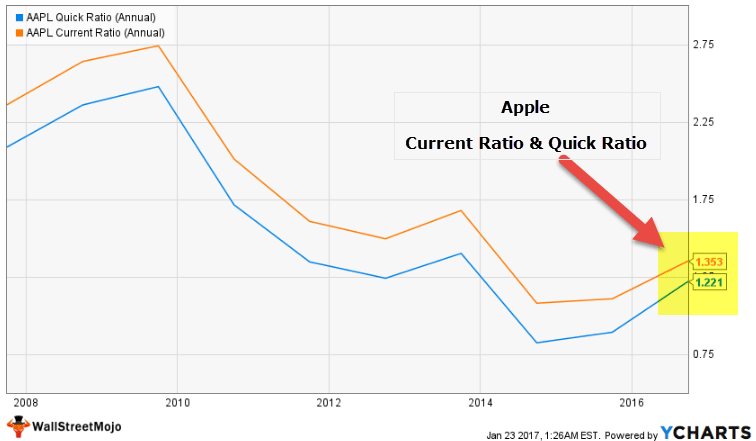 AAPL Quick Ratio (Annual)
AAPL Current Ratio (Annual)
2.75
Apple
Current Ratio & Quick Ratio
2.25
1.75
1.353
1.221
0.75
2008 2010 2012 2014 2016
WallStreetMojo
Jan 23 2017, 1:26AM EST. Powered by YCHARTS